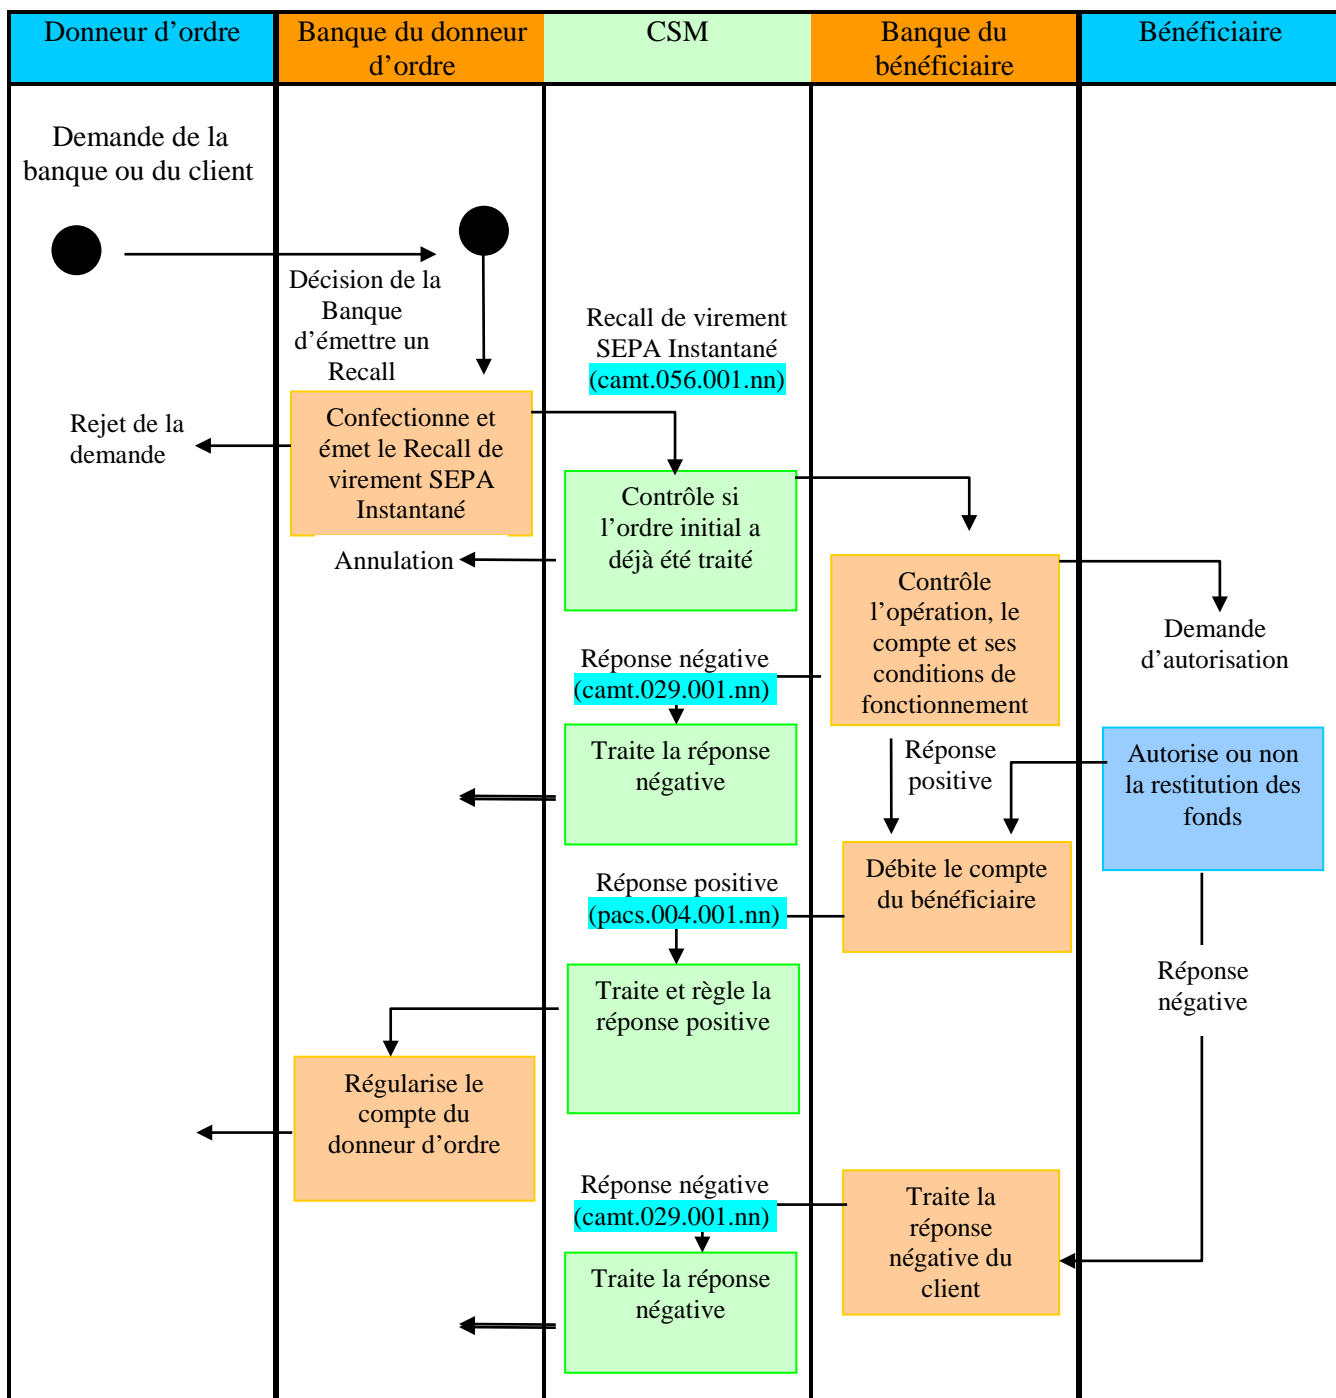 Donneur d’ordre
Banque du donneur
d’ordre
CSM
Banque du
bénéficiaire
Bénéficiaire
Demande de la
banque ou du client
Décision de la
Banque
d’émettre un
Recall
Recall de virement
SEPA Instantané
(camt.056.001.nn)
Rejet de la
demande
Confectionne et
émet le Recall de
virement SEPA
Instantané
Contrôle si
l’ordre initial a
déjà été traité
Annulation
Contrôle
l’opération, le
compte et ses
conditions de
fonctionnement
Demande
d’autorisation
Réponse négative
(camt.029.001.nn)
Traite la réponse
négative
Réponse
positive
Autorise ou non
la restitution des
fonds
Débite le compte
du bénéficiaire
Réponse positive
(pacs.004.001.nn)
Traite et règle la
réponse positive
Réponse
négative
Régularise le
compte du
donneur d’ordre
Réponse négative
(camt.029.001.nn)
Traite la
réponse
négative du
client
Traite la réponse
négative